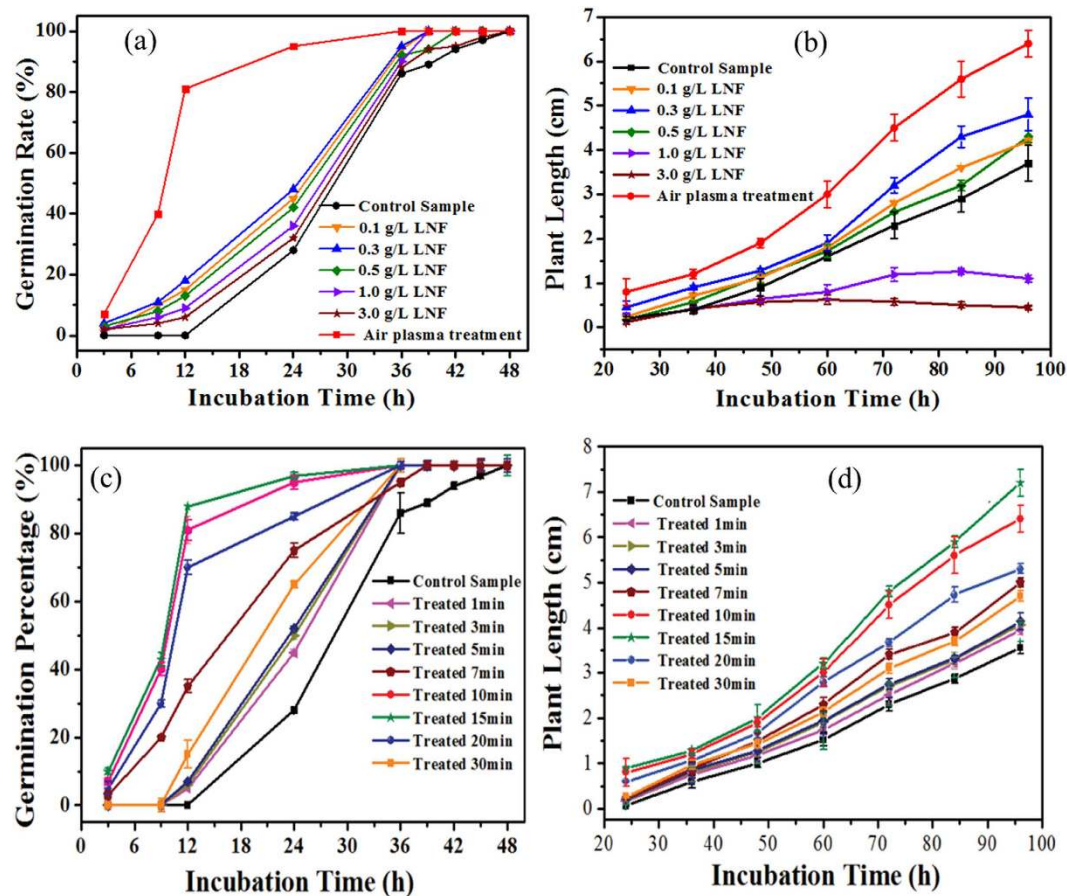 (a)
Germination Rate (%)
100
80
60
40
20
0
Control Sample
0.1 g/L LNF
0.3 g/L LNF
0.5 g/L LNF
1.0 g/L LNF
3.0 g/L LNF
Air plasma treatment
0 6 12 18 24 30 36 42 48
Incubation Time (h)
(b)
Plant Length (cm)
7
6
5
4
3
2
1
0
Control Sample
0.1 g/L LNF
0.3 g/L LNF
0.5 g/L LNF
1.0 g/L LNF
3.0 g/L LNF
Air plasma treatment
20 30 40 50 60 70 80 90 100
Incubation Time (h)
(c)
Germination Percentage (%)
100
80
60
40
20
0
Control Sample
Treated 1min
Treated 3min
Treated 5min
Treated 7min
Treated 10min
Treated 15min
Treated 20min
Treated 30min
0 6 12 18 24 30 36 42 48
Incubation Time (h)
(d)
Plant Length (cm)
8
7
6
5
4
3
2
1
0
Control Sample
Treated 1min
Treated 3min
Treated 5min
Treated 7min
Treated 10min
Treated 15min
Treated 20min
Treated 30min
20 30 40 50 60 70 80 90 100
Incubation Time (h)